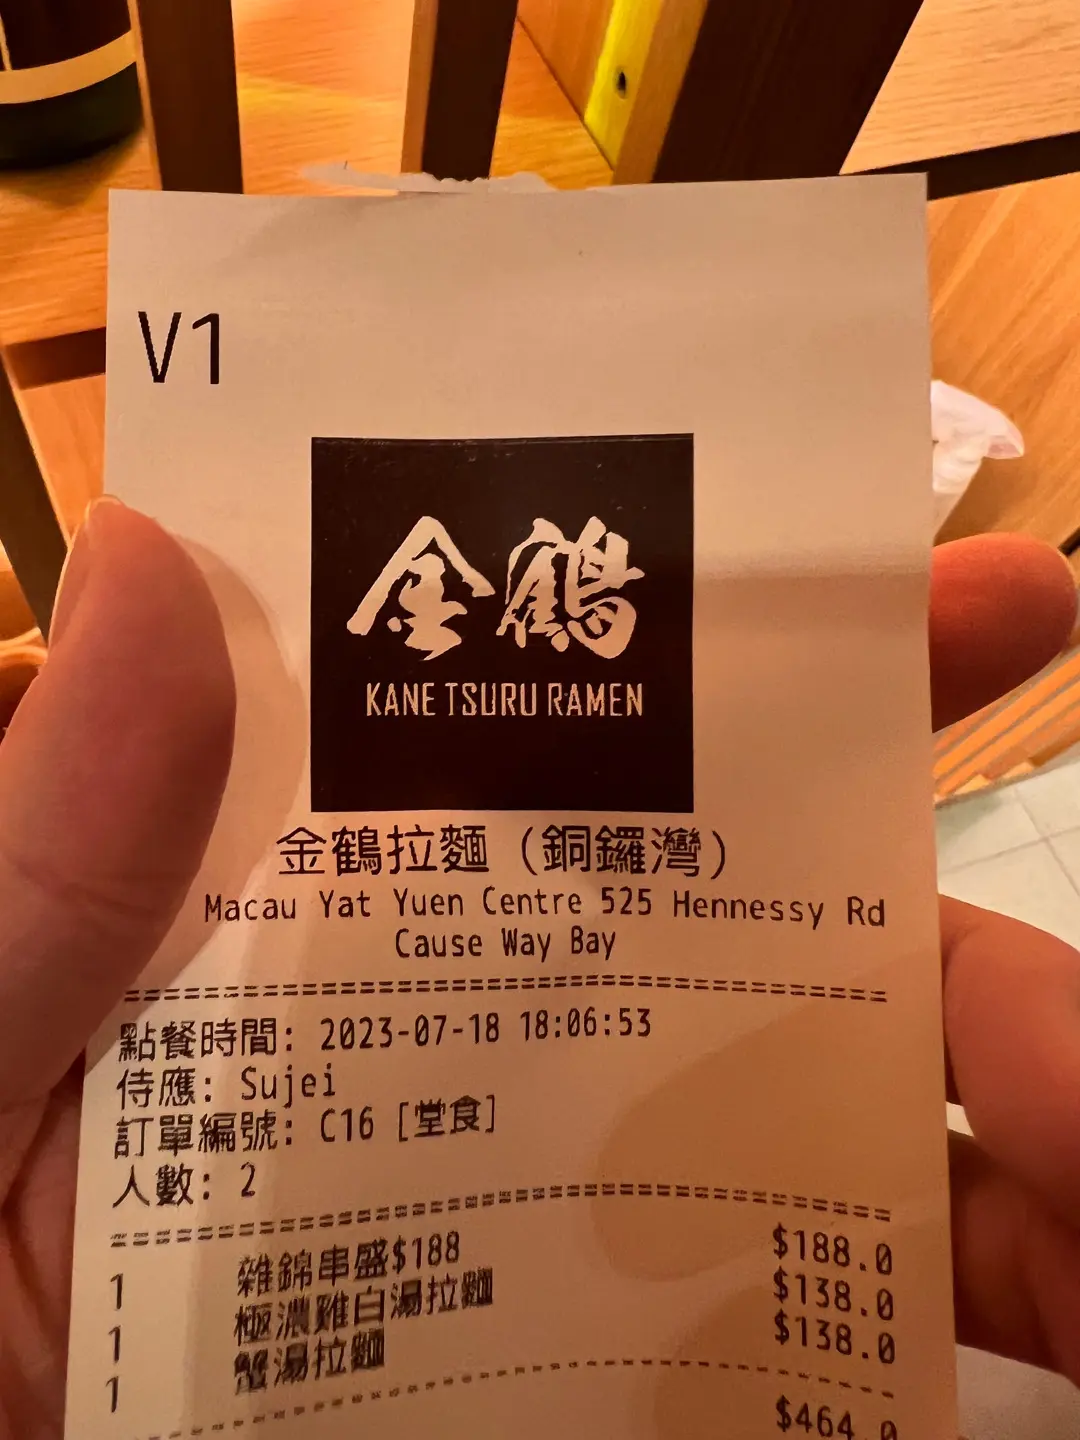 V1
金鶴
KANE TSURU RAMEN
金鶴拉麵 (銅鑼灣)
Macau Yat Yuen Centre 525 Hennessy Rd
Cause Way Bay
點餐時間: 2023-07-18 18:06:53
侍應: Sujei
訂單編號: C16 [堂食]
人數: 2
1 雜錦串盛$188 $188.0
1 極濃雞白湯拉麵 $138.0
1 蟹湯拉麵 $138.0
$464.0